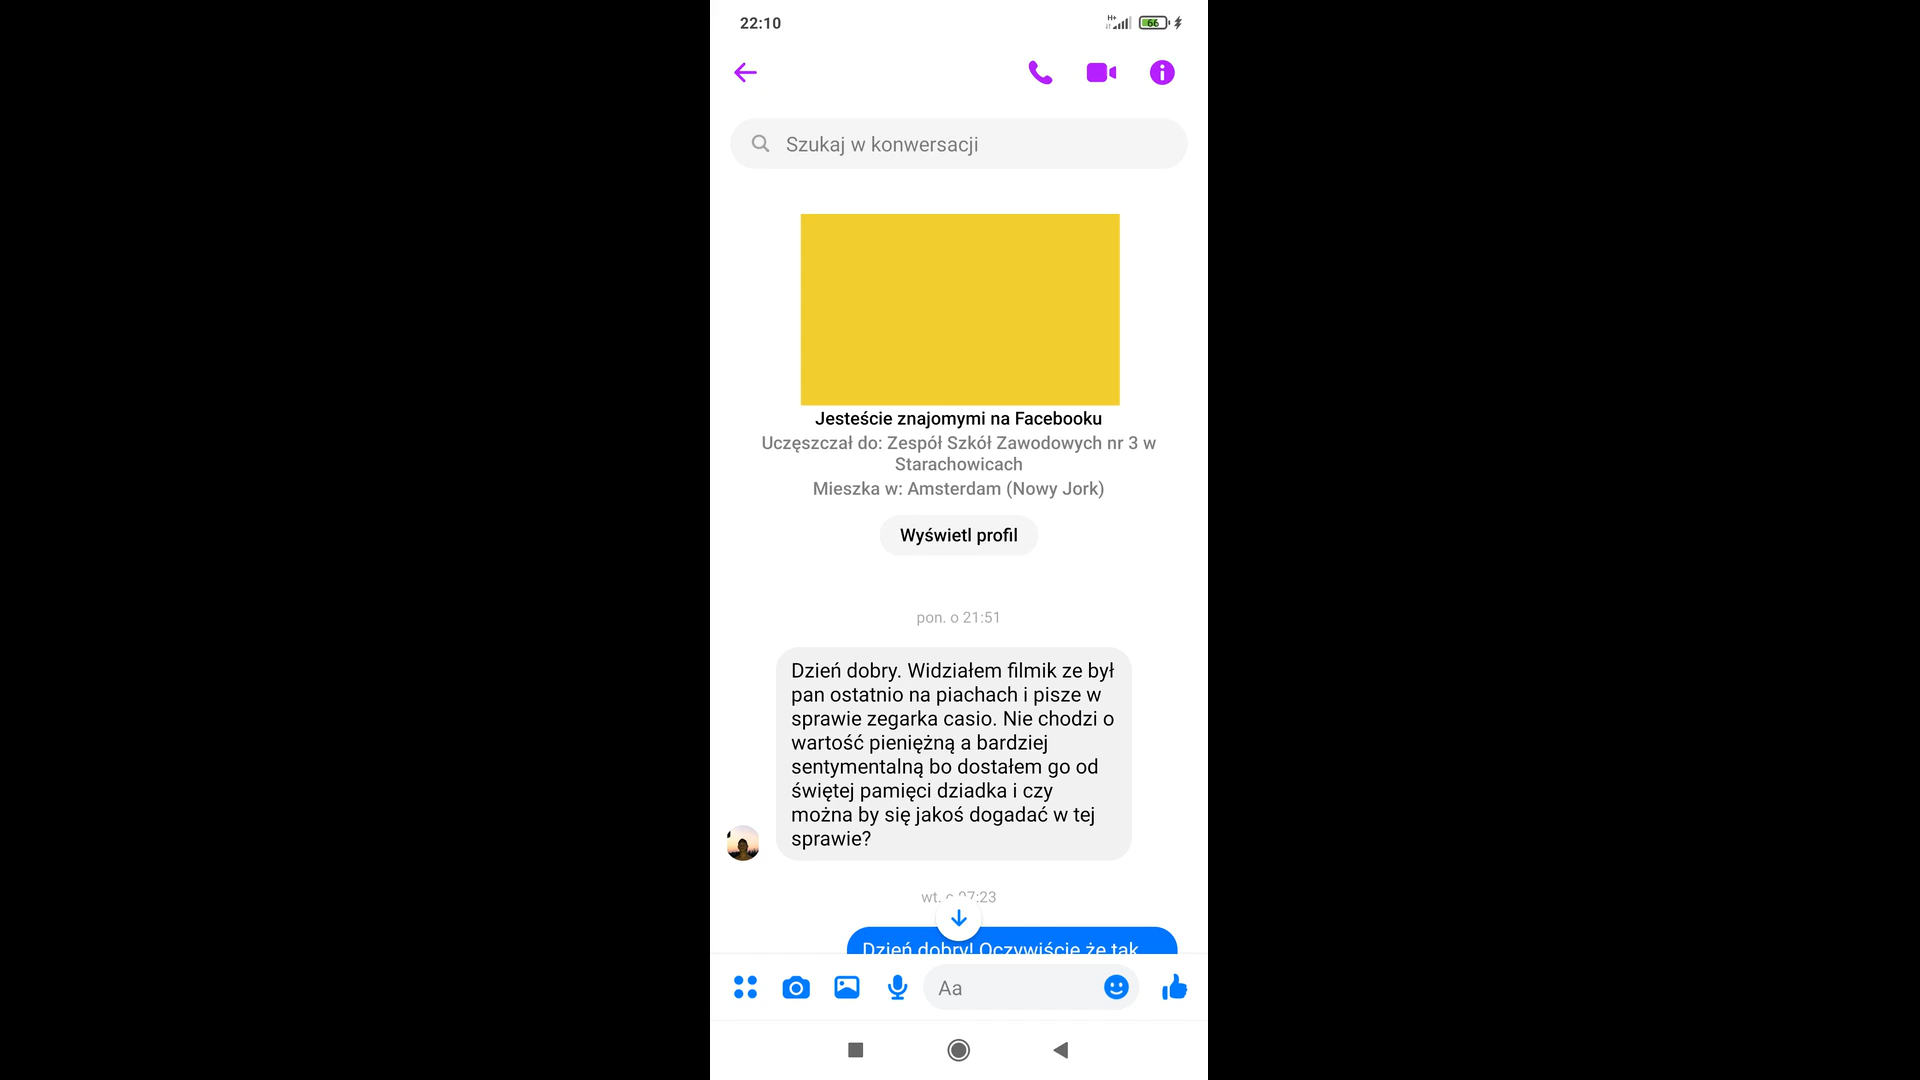 22:10
H+
66
Szukaj w konwersacji
Jesteście znajomymi na Facebooku
Uczęszczał do: Zespół Szkół Zawodowych nr 3 w
Starachowicach
Mieszka w: Amsterdam (Nowy Jork)
Wyświetl profil
pon. o 21:51
Dzień dobry. Widziałem filmik ze był
pan ostatnio na piachach i pisze w
sprawie zegarka casio. Nie chodzi o
wartość pieniężną a bardziej
sentymentalną bo dostałem go od
świętej pamięci dziadka i czy
można by się jakoś dogadać w tej
sprawie?
wt. o 07:23
Dzień dobry! Oczywiście że tak
Aa